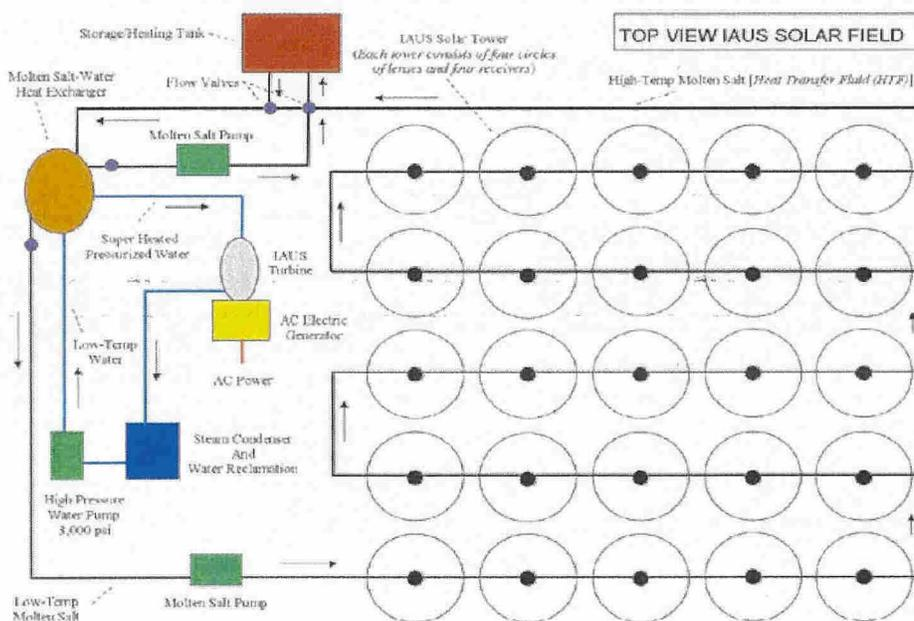 Storage/Heating Tank
IAUS Solar Tower
(Each tower consists of four circles
of lenses and four receivers)
TOP VIEW IAUS SOLAR FIELD
Molten Salt-Water
Heat Exchanger
Flow Valves
High-Temp Molten Salt [Heat Transfer Fluid (HTF)]
Molten Salt Pump
Super Heated
Pressurized Water
IAUS
Turbine
AC Electric
Generator
Low-Temp
Water
AC Power
Steam Condenser
And
Water Reclamation
High Pressure
Water Pump
3,000 psi
Low-Temp
Molten Salt
Molten Salt Pump